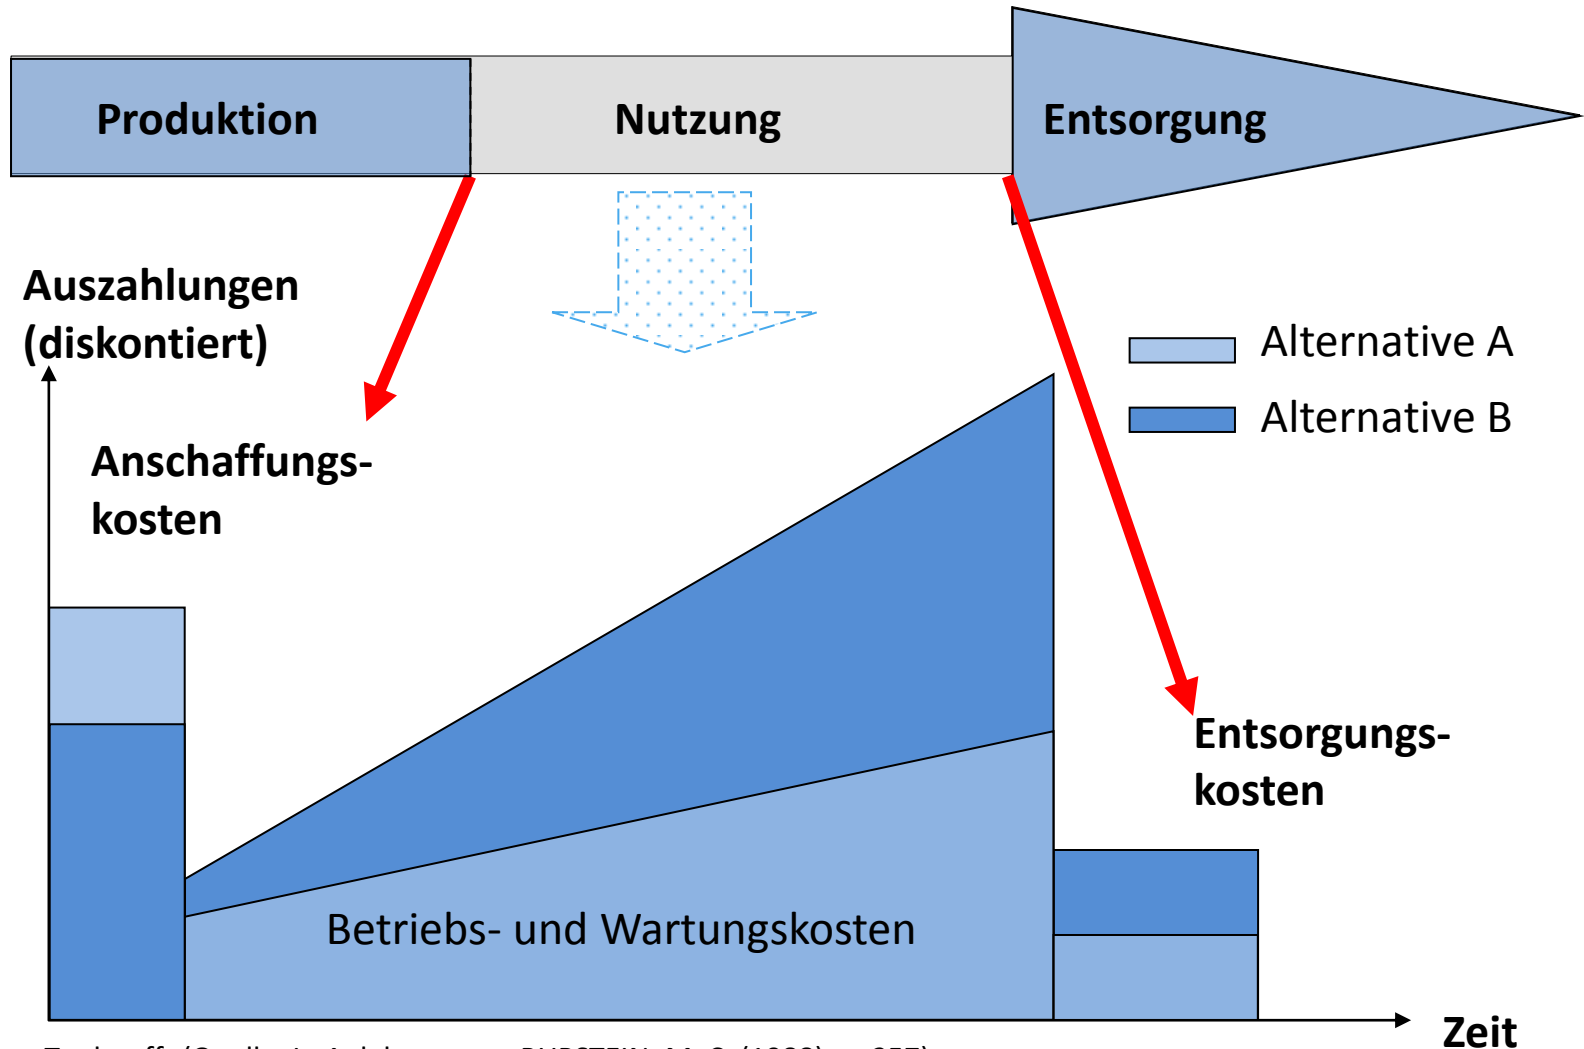 Produktion
Nutzung
Entsorgung
Auszahlungen
(diskontiert)
Alternative A
Alternative B
Anschaffungs-
kosten
Entsorgungs-
kosten
Betriebs- und Wartungskosten
Zeit